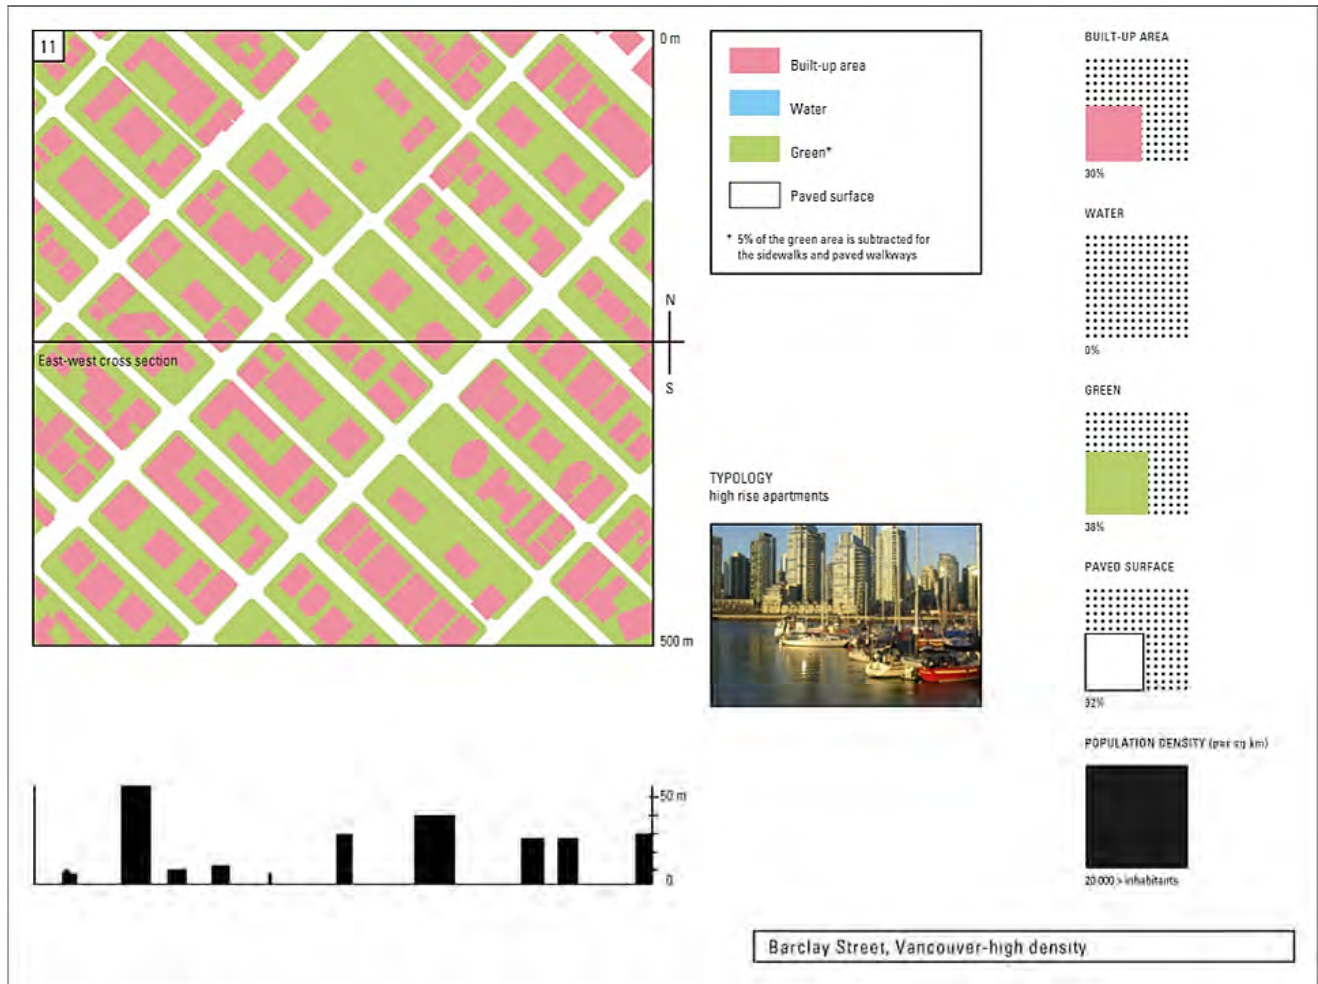 11
0 m
East-west cross section
N
S
500 m
50 m
0
Built-up area
Water
Green*
Paved surface
* 5% of the green area is subtracted for
the sidewalks and paved walkways
TYPOLOGY
high rise apartments
BUILT-UP AREA
30%
WATER
0%
GREEN
38%
PAVED SURFACE
32%
POPULATION DENSITY (per sq km)
20 000 > inhabitants
Barclay Street, Vancouver-high density